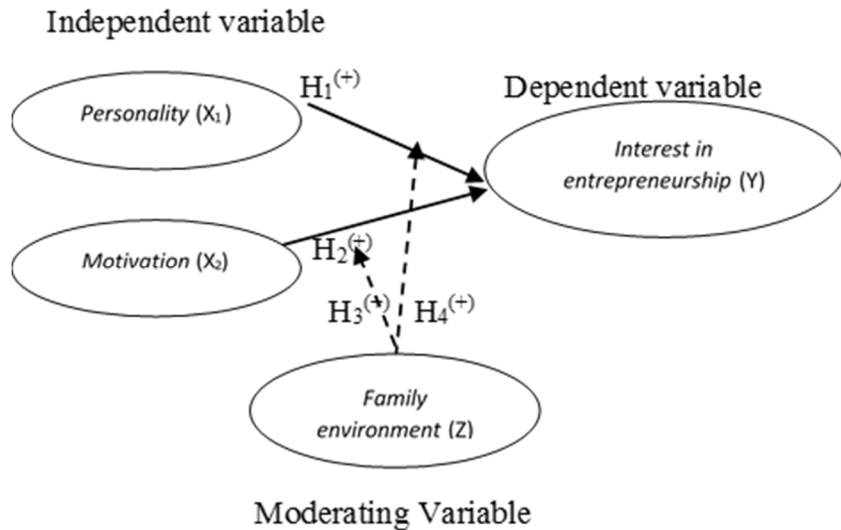 Independent variable
H₁⁽⁺⁾
Personality (X₁)
Dependent variable
Interest in
entrepreneurship (Y)
Motivation (X₂)
H₂⁽⁺⁾
H₃⁽⁺⁾
H₄⁽⁺⁾
Family
environment (Z)
Moderating Variable